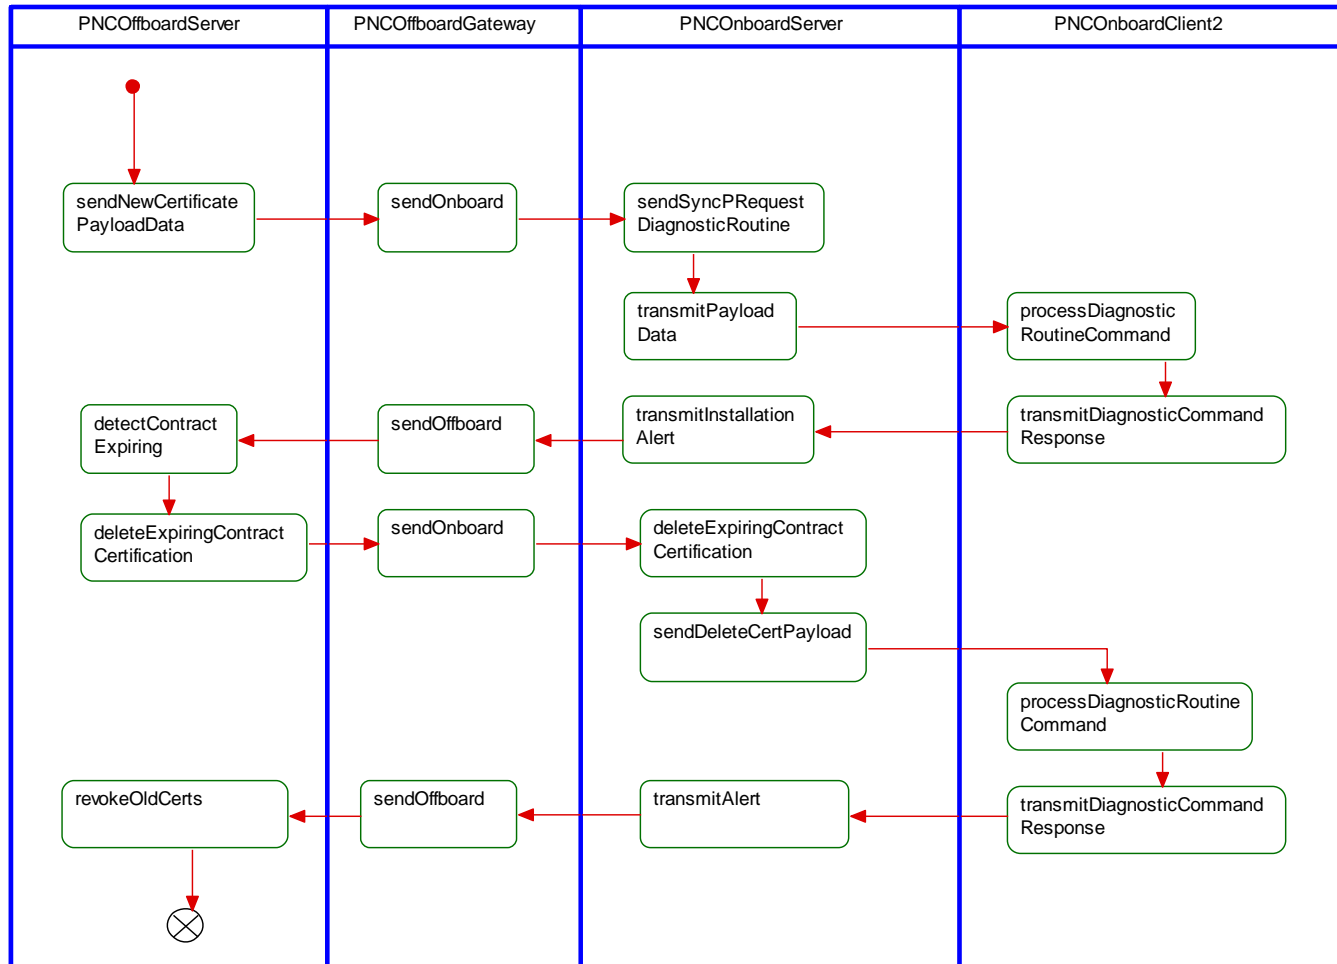 PNCOffboardServer
PNCOffboardGateway
PNCOnboardServer
PNCOnboardClient2
sendNewCertificate
PayloadData
sendOnboard
sendSyncPRequest
DiagnosticRoutine
transmitPayload
Data
processDiagnostic
RoutineCommand
detectContract
Expiring
sendOffboard
transmitInstallation
Alert
transmitDiagnosticCommand
Response
deleteExpiringContract
Certification
sendOnboard
deleteExpiringContract
Certification
sendDeleteCertPayload
processDiagnosticRoutine
Command
revokeOldCerts
sendOffboard
transmitAlert
transmitDiagnosticCommand
Response